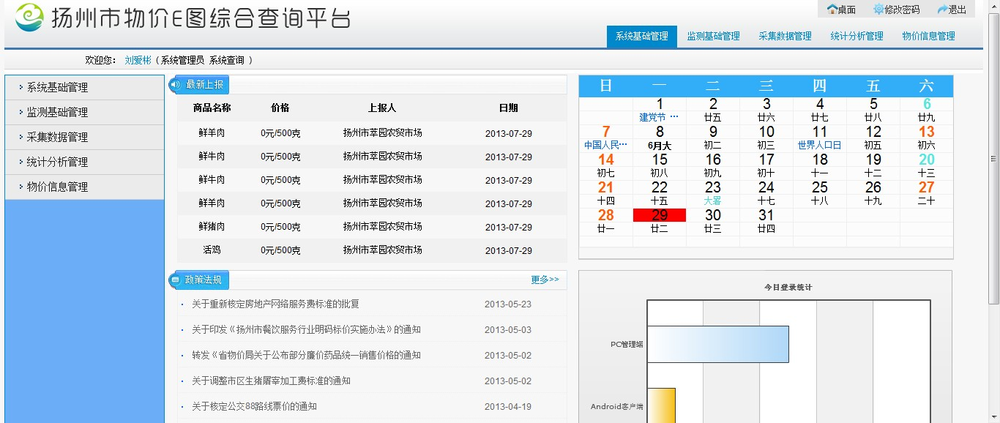 扬州市物价E图综合查询平台
桌面 修改密码 退出
系统基础管理 监测基础管理 采集数据管理 统计分析管理 物价信息管理
欢迎您： 刘爱彬（系统管理员 系统查询 ）
系统基础管理
监测基础管理
采集数据管理
统计分析管理
物价信息管理
最新上报
商品名称 价格 上报人 日期
鲜羊肉 0元/500克 扬州市萃园农贸市场 2013-07-29
鲜牛肉 0元/500克 扬州市萃园农贸市场 2013-07-29
鲜牛肉 0元/500克 扬州市萃园农贸市场 2013-07-29
鲜羊肉 0元/500克 扬州市萃园农贸市场 2013-07-29
鲜猪肉 0元/500克 扬州市萃园农贸市场 2013-07-29
活鸡 0元/500克 扬州市萃园农贸市场 2013-07-29
政策法规 更多>>
· 关于重新核定房地产网络服务费标准的批复 2013-05-23
· 关于印发《扬州市餐饮服务行业明码标价实施办法》的通知 2013-05-03
· 转发《省物价局关于公布部分廉价药品统一销售价格的通知 2013-05-02
· 关于调整市区生猪屠宰加工费标准的通知 2013-05-02
· 关于核定公交88路线票价的通知 2013-04-19
日 一 二 三 四 五 六
1 2 3 4 5 6
建党节 … 廿五 廿六 廿七 廿八 廿九
7 8 9 10 11 12 13
中国人民… 6月大 初二 初三 世界人口日 初五 初六
14 15 16 17 18 19 20
初七 初八 初九 初十 十一 十二 十三
21 22 23 24 25 26 27
十四 十五 大暑 十七 十八 十九 二十
28 29 30 31
廿一 廿二 廿三 廿四
今日登录统计
PC管理端
Android客户端